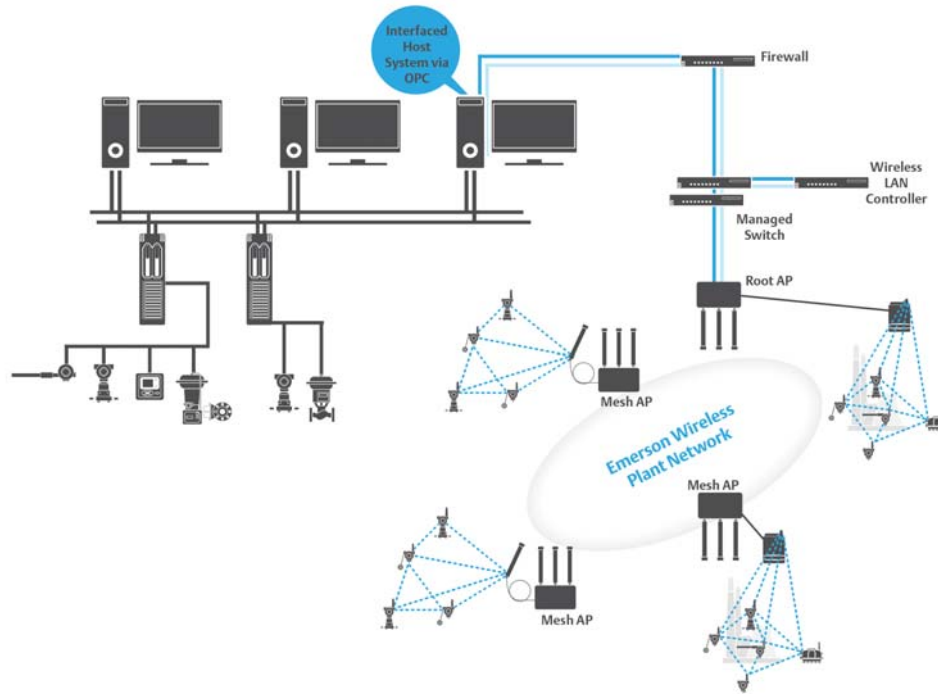 Interfaced
Host
System via
OPC
Firewall
Wireless
LAN
Controller
Managed
Switch
Root AP
Mesh AP
Emerson Wireless
Plant Network
Mesh AP
Mesh AP